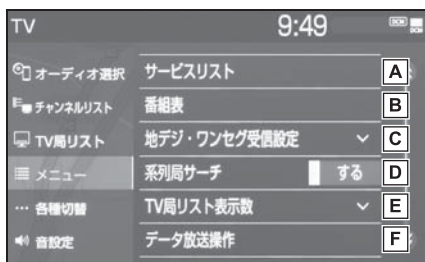 TV
9:49
DCM
DCM
オーディオ選択
サービスリスト
A
チャンネルリスト
番組表
B
TV局リスト
地デジ・ワンセグ受信設定
C
メニュー
系列局サーチ
する
D
各種切替
TV局リスト表示数
E
音設定
データ放送操作
F